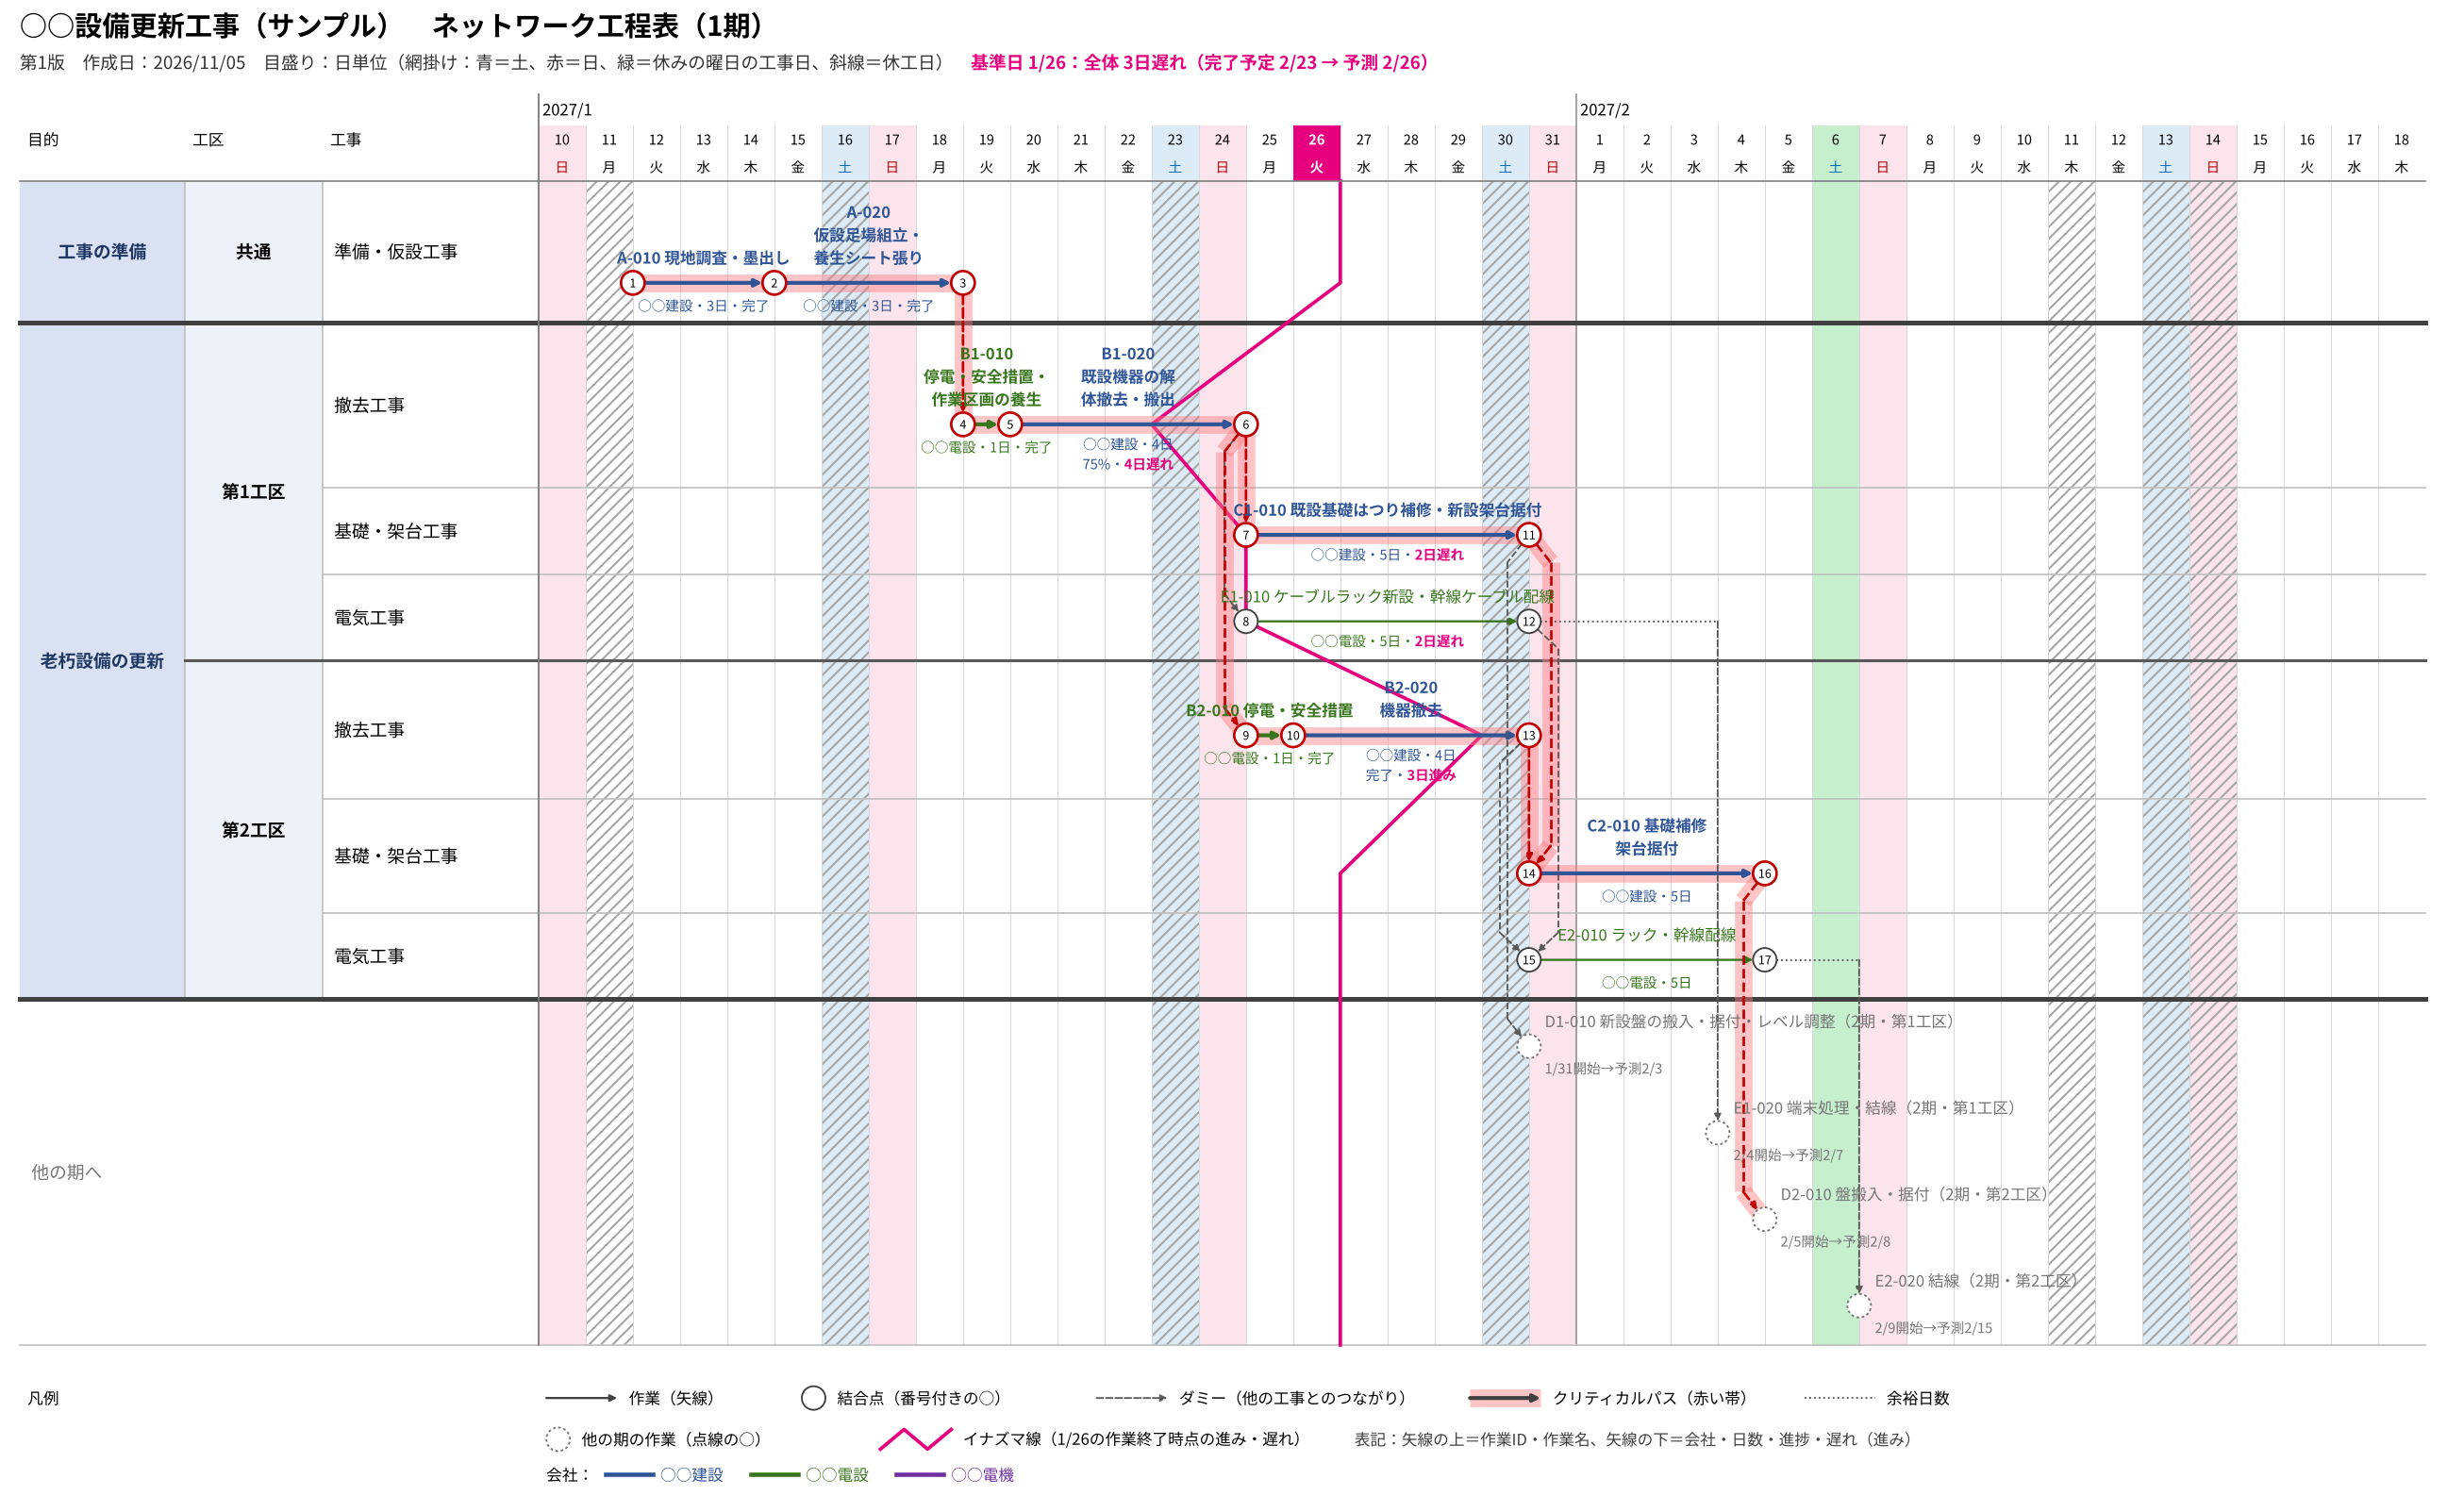 ○○設備更新工事（サンプル）　ネットワーク工程表（1期）
第1版　作成日：2026/11/05　目盛り：日単位（網掛け：青＝土、赤＝日、緑＝休みの曜日の工事日、斜線＝休工日）　基準日 1/26：全体 3日遅れ（完了予定 2/23 → 予測 2/26）
2027/1 2027/2
目的 工区 工事
10 11 12 13 14 15 16 17 18 19 20 21 22 23 24 25 26 27 28 29 30 31 1 2 3 4 5 6 7 8 9 10 11 12 13 14 15 16 17 18
日 月 火 水 木 金 土 日 月 火 水 木 金 土 日 月 火 水 木 金 土 日 月 火 水 木 金 土 日 月 火 水 木 金 土 日 月 火 水 木
工事の準備
共通
準備・仮設工事
A-010 現地調査・墨出し
A-020
仮設足場組立・
養生シート張り
1 2 3
○○建設・3日・完了
○○建設・3日・完了
老朽設備の更新
第1工区
撤去工事
B1-010
停電・安全措置・
作業区画の養生
B1-020
既設機器の解
体撤去・搬出
4 5 6
○○電設・1日・完了
○○建設・4日
75%・4日遅れ
基礎・架台工事
C1-010 既設基礎はつり補修・新設架台据付
7 11
○○建設・5日・2日遅れ
電気工事
E1-010 ケーブルラック新設・幹線ケーブル配線
8 12
○○電設・5日・2日遅れ
第2工区
撤去工事
B2-010 停電・安全措置
B2-020
機器撤去
9 10 13
○○電設・1日・完了
○○建設・4日
完了・3日進み
基礎・架台工事
C2-010 基礎補修
架台据付
14 16
○○建設・5日
電気工事
E2-010 ラック・幹線配線
15 17
○○電設・5日
他の期へ
D1-010 新設盤の搬入・据付・レベル調整（2期・第1工区）
1/31開始→予測2/3
E1-020 端末処理・結線（2期・第1工区）
2/4開始→予測2/7
D2-010 盤搬入・据付（2期・第2工区）
2/5開始→予測2/8
E2-020 結線（2期・第2工区）
2/9開始→予測2/15
凡例
作業（矢線） 結合点（番号付きの○） ダミー（他の工事とのつながり） クリティカルパス（赤い帯） 余裕日数
他の期の作業（点線の○） イナズマ線（1/26の作業終了時点の進み・遅れ） 表記：矢線の上＝作業ID・作業名、矢線の下＝会社・日数・進捗・遅れ（進み）
会社： ○○建設 ○○電設 ○○電機